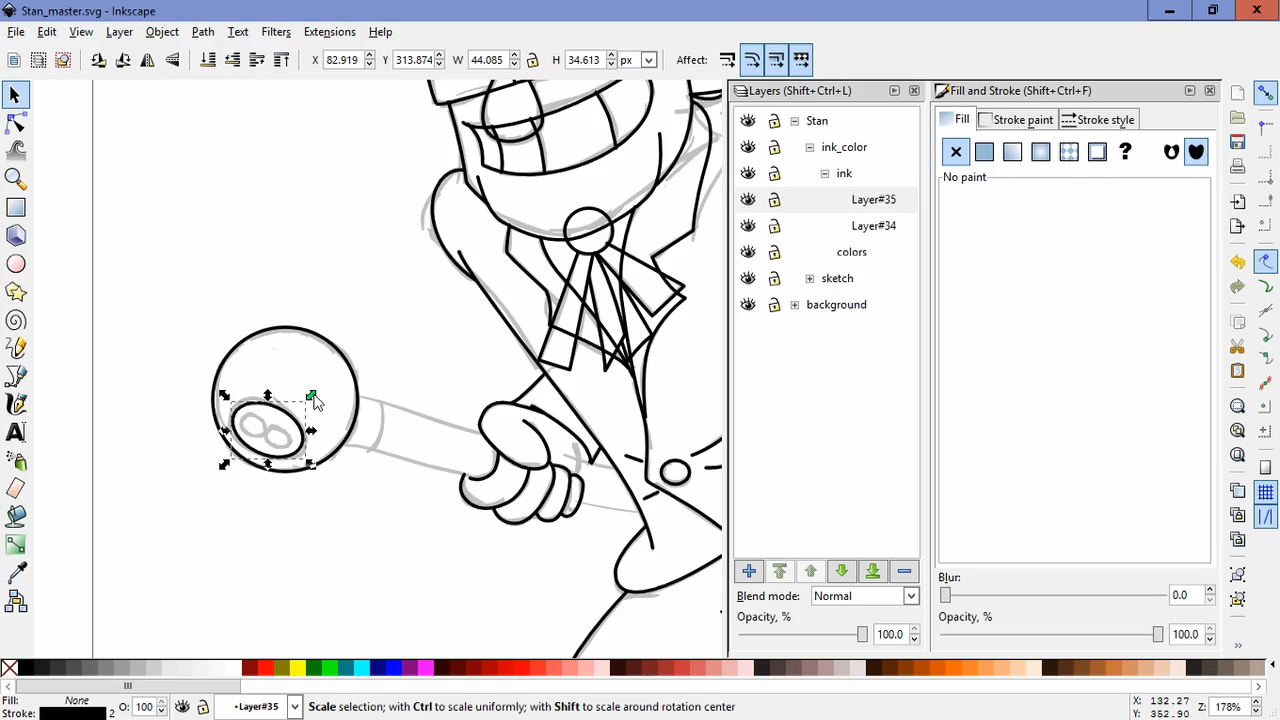 Stan_master.svg - Inkscape
File Edit View Layer Object Path Filters Text Extensions Help
X 82.919 Y 313.874 W 44.085 H 34.613 px Affect:
Layers (Shift+Ctrl+L)
Fill and Stroke (Shift+Ctrl+F)
Stan
ink_color
ink
Layer#35
Layer#34
colors
sketch
background
Fill Stroke paint Stroke style
?
No paint
Blend mode: Normal
Opacity, % 100.0
Blur: 0.0
Opacity, % 100.0
Fill: None O: 100 •Layer#35 Scale selection; with Ctrl to scale uniformly; with Shift to scale around rotation center
Stroke: 2
X: 132.27
Y: 352.90
Z: 178%